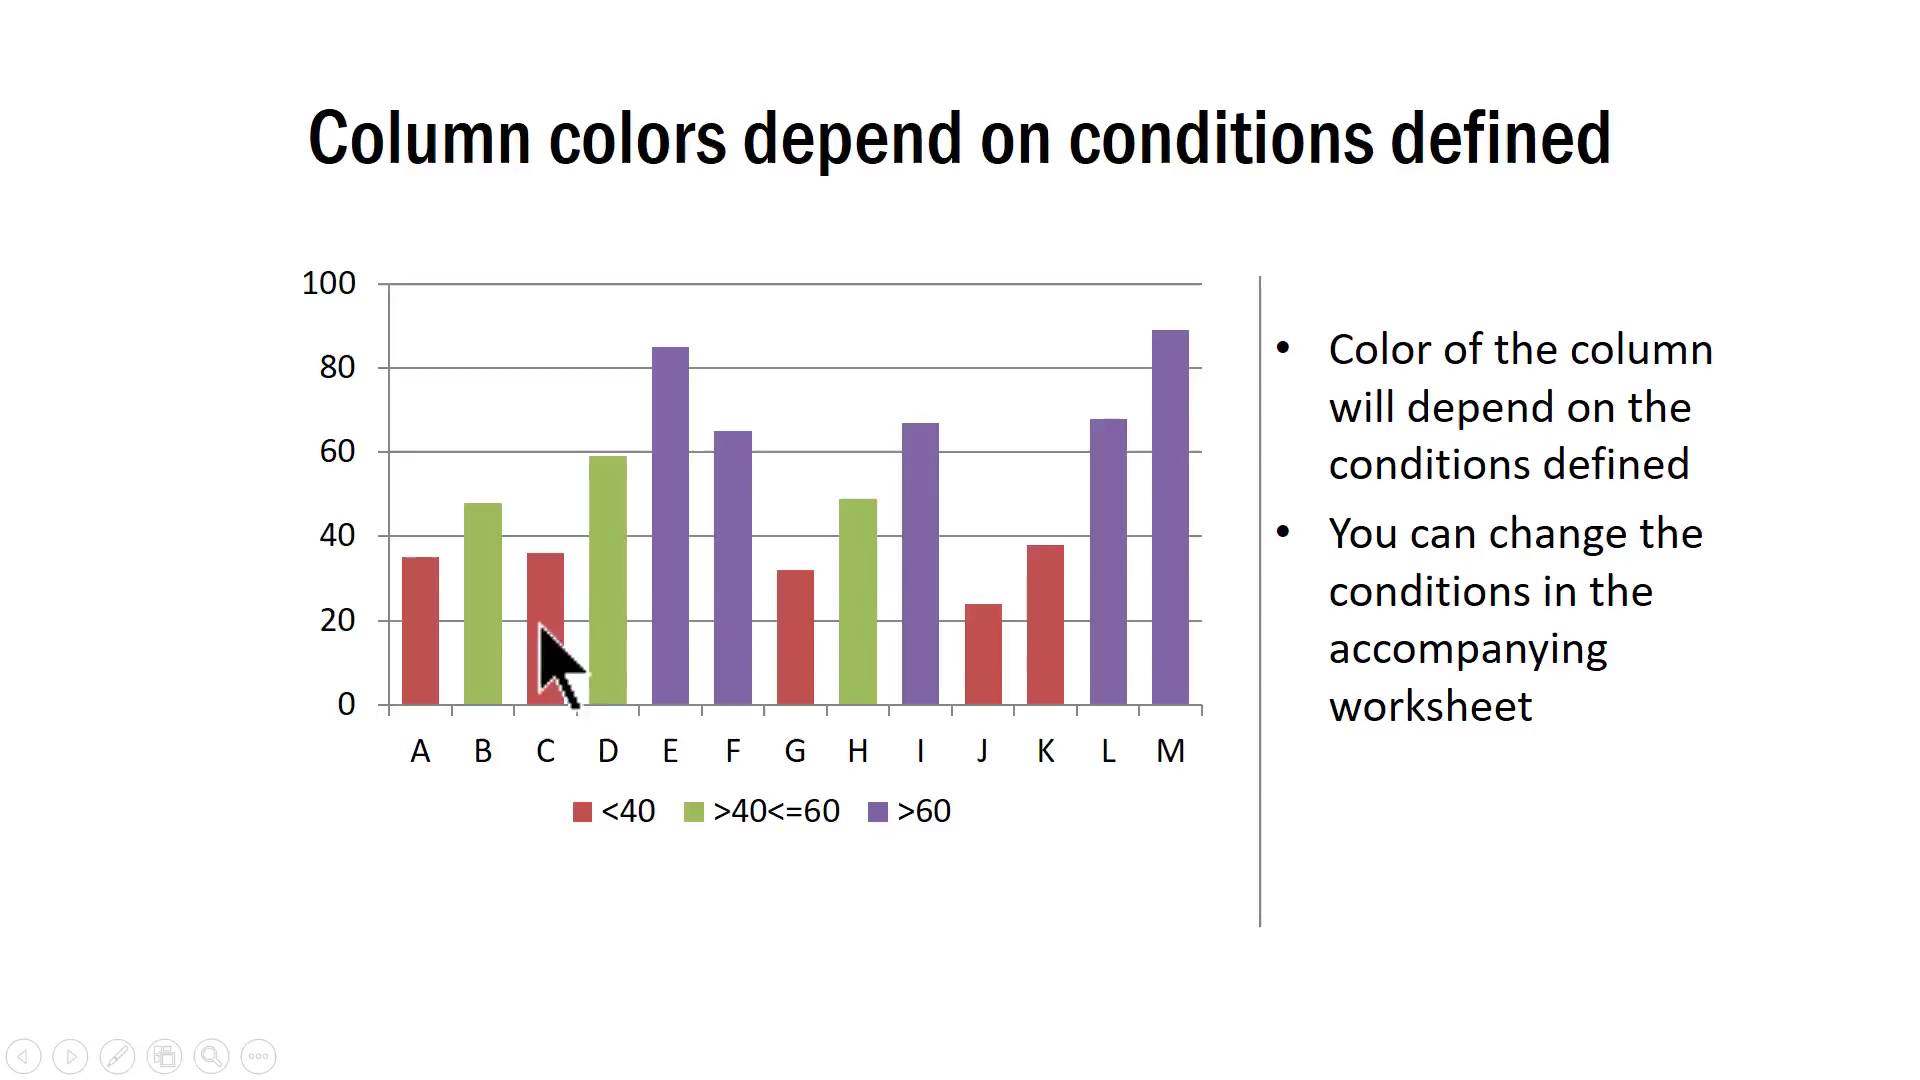 Column colors depend on conditions defined
100
80
60
40
20
0
A B C D E F G H I J K L M
<40 >40<=60 >60
• Color of the column
will depend on the
conditions defined
• You can change the
conditions in the
accompanying
worksheet